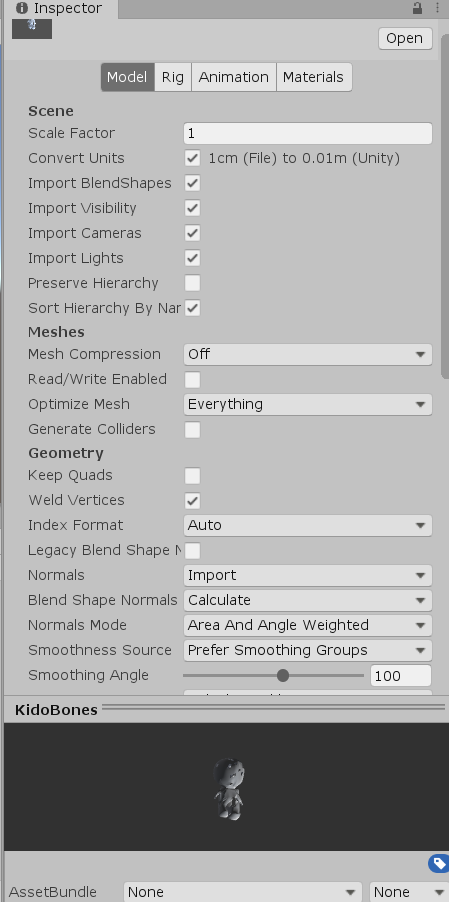 Inspector
Open
Model Rig Animation Materials
Scene
Scale Factor 1
Convert Units 1cm (File) to 0.01m (Unity)
Import BlendShapes
Import Visibility
Import Cameras
Import Lights
Preserve Hierarchy
Sort Hierarchy By Nar
Meshes
Mesh Compression Off
Read/Write Enabled
Optimize Mesh Everything
Generate Colliders
Geometry
Keep Quads
Weld Vertices
Index Format Auto
Legacy Blend Shape N
Normals Import
Blend Shape Normals Calculate
Normals Mode Area And Angle Weighted
Smoothness Source Prefer Smoothing Groups
Smoothing Angle 100
KidoBones
AssetBundle None None